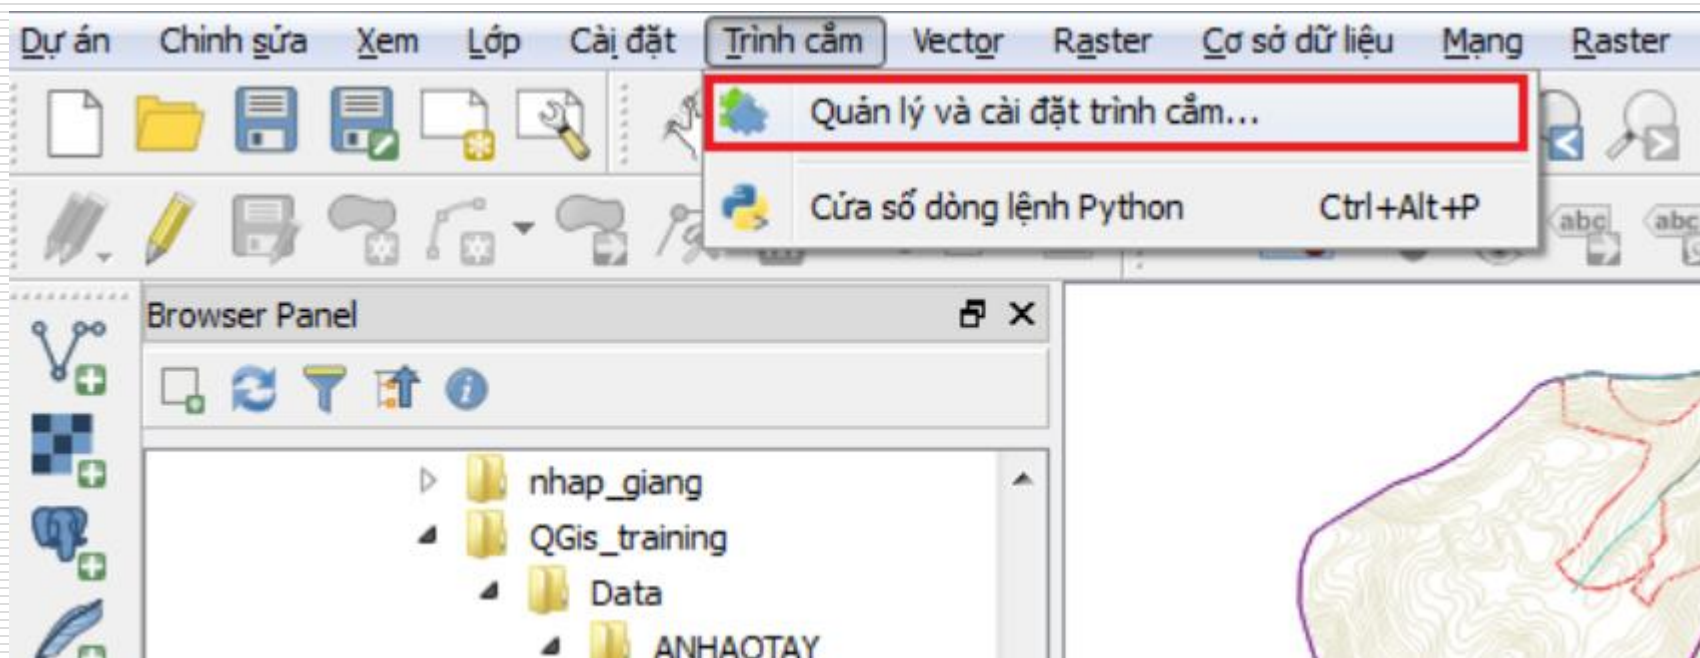 Dự án Chỉnh sửa Xem Lớp Cài đặt Trình cắm Vector Raster Cơ sở dữ liệu Mạng Raster
Quản lý và cài đặt trình cắm...
Cửa sổ dòng lệnh Python Ctrl+Alt+P
abc abc
Browser Panel
nhap_giang
QGis_training
Data
ANHAOTAY